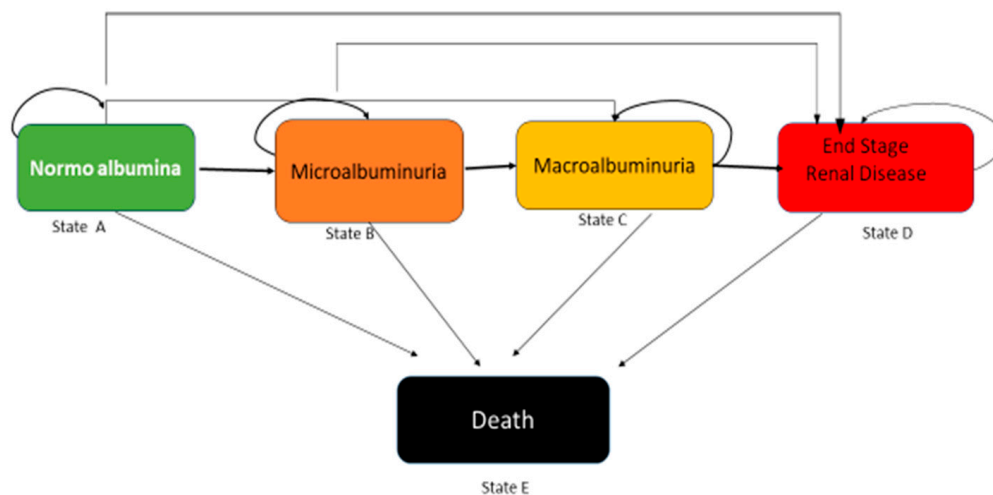 Normo albumina
State A
Microalbuminuria
State B
Macroalbuminuria
State C
End Stage
Renal Disease
State D
Death
State E